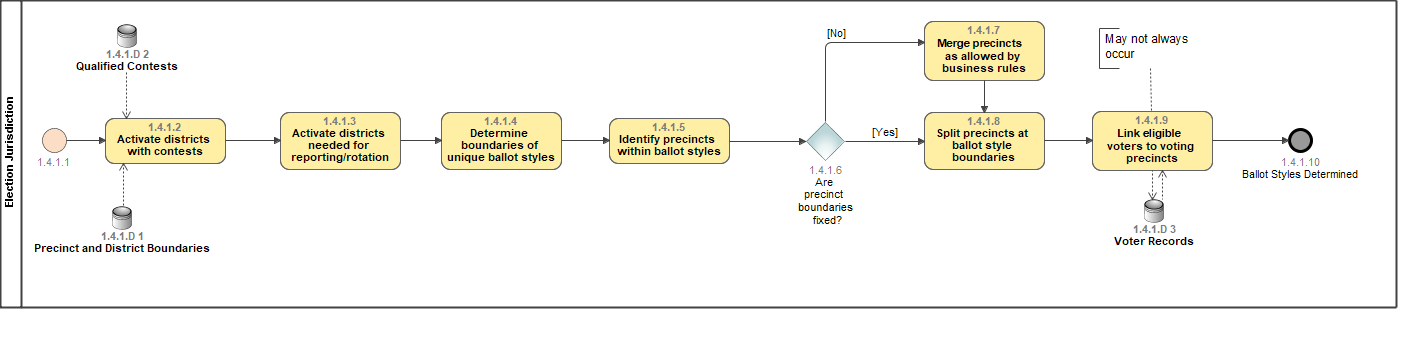 Election Jurisdiction
1.4.1.D 2
Qualified Contests
1.4.1.1
1.4.1.2
Activate districts
with contests
1.4.1.D 1
Precinct and District Boundaries
1.4.1.3
Activate districts
needed for
reporting/rotation
1.4.1.4
Determine
boundaries of
unique ballot styles
1.4.1.5
Identify precincts
within ballot styles
1.4.1.6
Are
precinct
boundaries
fixed?
[No]
[Yes]
1.4.1.7
Merge precincts
as allowed by
business rules
1.4.1.8
Split precincts at
ballot style
boundaries
May not always
occur
1.4.1.9
Link eligible
voters to voting
precincts
1.4.1.D 3
Voter Records
1.4.1.10
Ballot Styles Determined